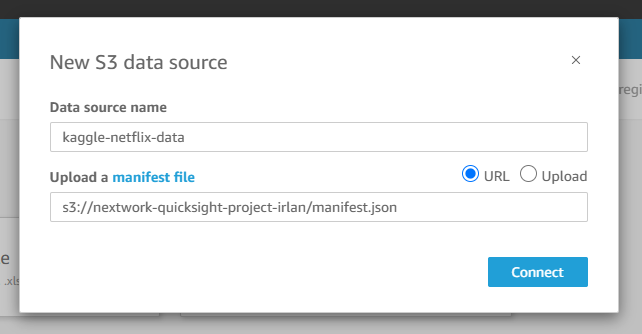 New S3 data source
×
regi
Data source name
kaggle-netflix-data
Upload a manifest file URL Upload
s3://nextwork-quicksight-project-irlan/manifest.json
e
.xls
Connect